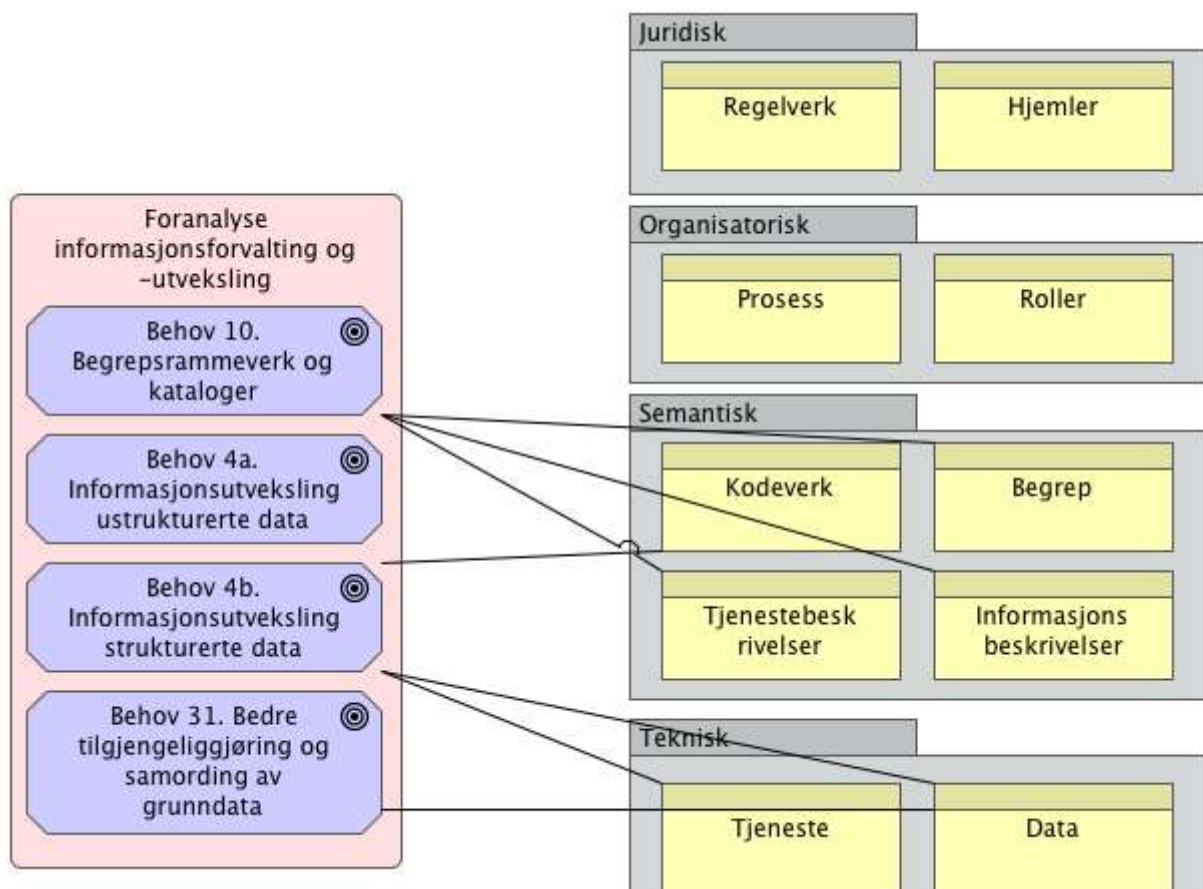 Foranalyse
informasjonsforvalting og
-utveksling
Behov 10.
Begrepsrammeverk og
kataloger
Behov 4a.
Informasjonsutveksling
ustrukturerte data
Behov 4b.
Informasjonsutveksling
strukturerte data
Behov 31. Bedre
tilgjengeliggjøring og
samording av
grunndata
Juridisk
Regelverk
Hjemler
Organisatorisk
Prosess
Roller
Semantisk
Kodeverk
Begrep
Tjenestebesk
rivelser
Informasjons
beskrivelser
Teknisk
Tjeneste
Data